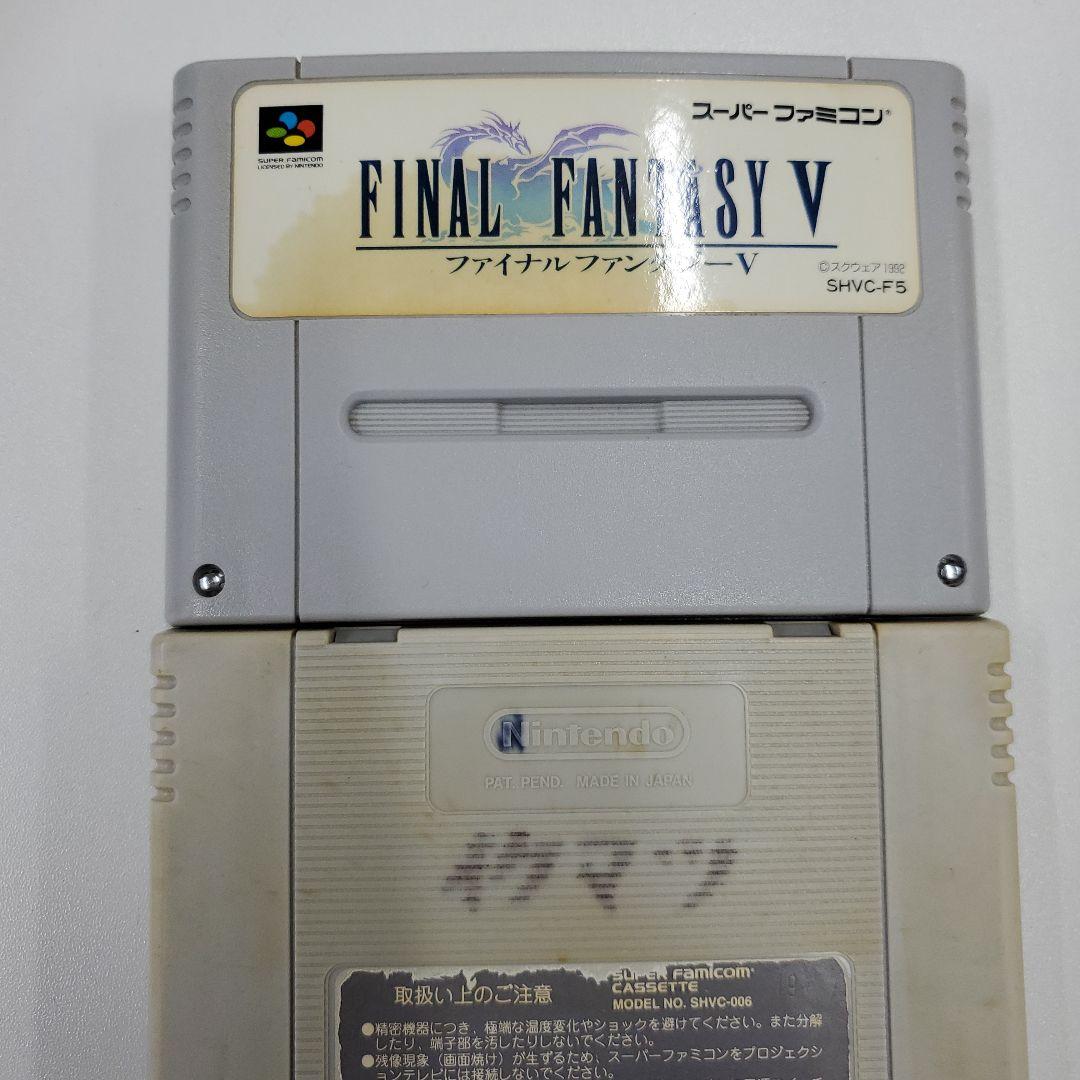 スーパーファミコン®
SUPER FAMICOM
LICENSED BY NINTENDO
FINAL FANTASY V
ファイナルファンタジーV
©スクウェア 1992
SHVC-F5
Nintendo
PAT. PEND. MADE IN JAPAN
マツ
SUPER FAMICOM
取扱い上のご注意 CASSETTE
MODEL NO. SHVC-006
●精密機器につき、極端な温度変化やショックを避けてください。また分解
したり、端子部を汚したりしないでください。
●残像現象（画面焼け）が生ずるため、スーパーファミコンをプロジェクシ
ョンテレビには接続しないでください。